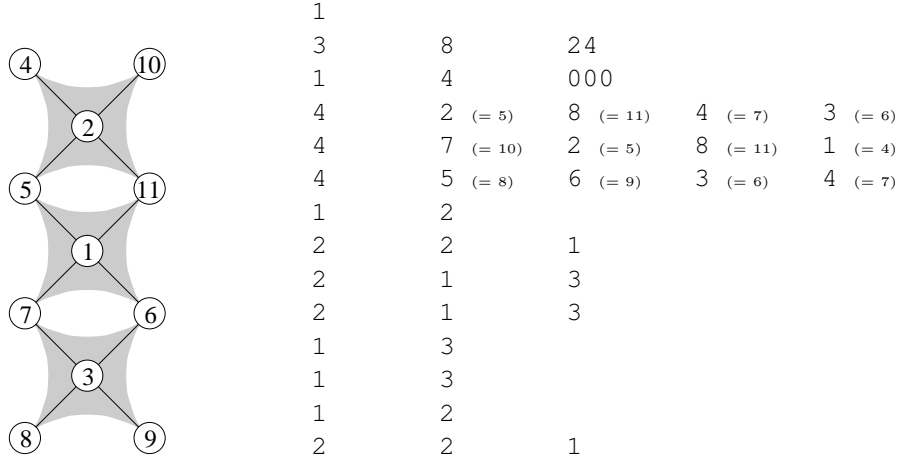 1
3 8 24
1 4 000
4 2 (= 5) 8 (= 11) 4 (= 7) 3 (= 6)
4 7 (= 10) 2 (= 5) 8 (= 11) 1 (= 4)
4 5 (= 8) 6 (= 9) 3 (= 6) 4 (= 7)
1 2
2 2 1
2 1 3
2 1 3
1 3
1 3
1 2
2 2 1
4 10
2
5 11
1
7 6
3
8 9